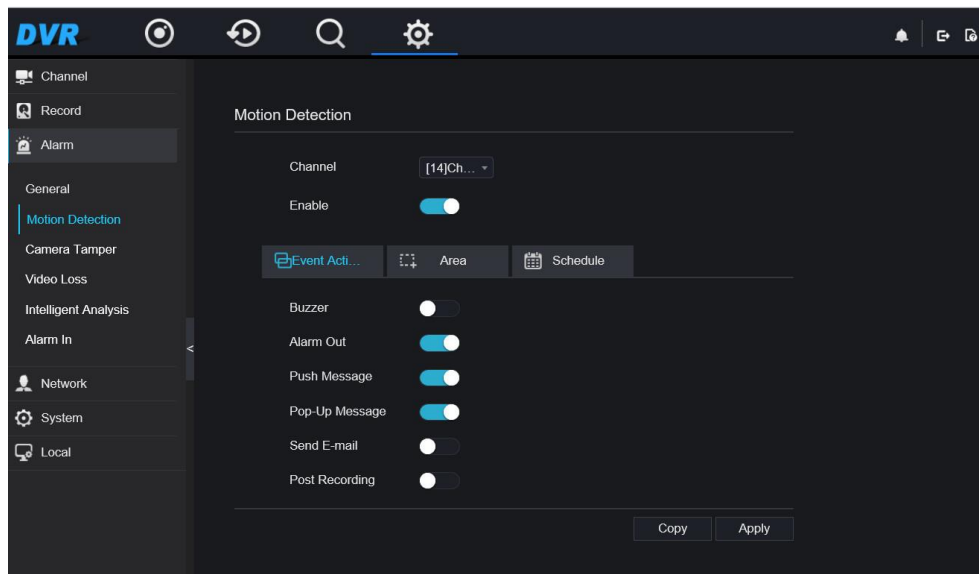 DVR
Channel
Record
Alarm
General
Motion Detection
Camera Tamper
Video Loss
Intelligent Analysis
Alarm In
Network
System
Local
<
Motion Detection
Channel [14]Ch...
Enable
Event Acti... Area Schedule
Buzzer
Alarm Out
Push Message
Pop-Up Message
Send E-mail
Post Recording
Copy Apply